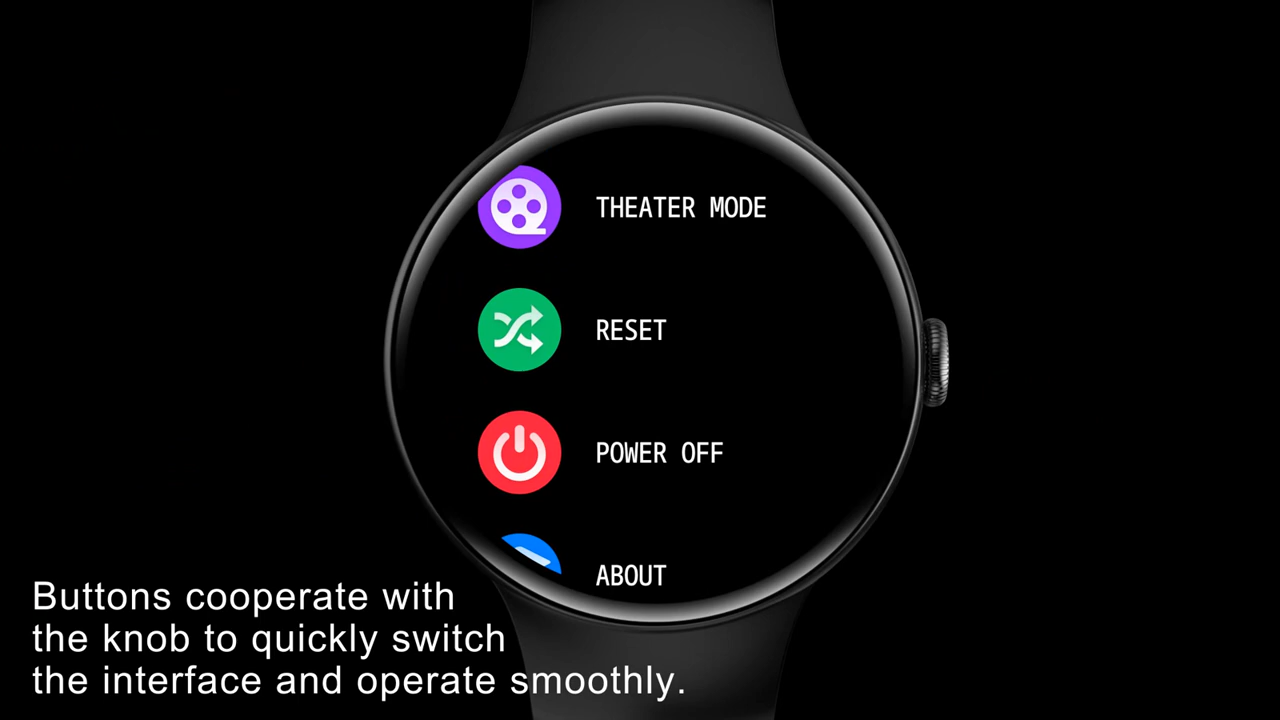 THEATER MODE
RESET
POWER OFF
ABOUT
Buttons cooperate with
the knob to quickly switch
the interface and operate smoothly.